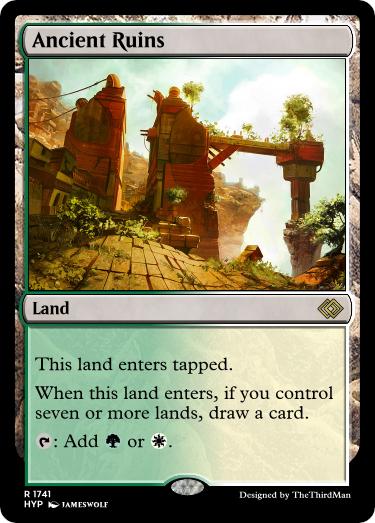 Ancient Ruins
Land
This land enters tapped.
When this land enters, if you control
seven or more lands, draw a card.
: Add or .
R 1741
HYP JAMESWOLF
Designed by TheThirdMan